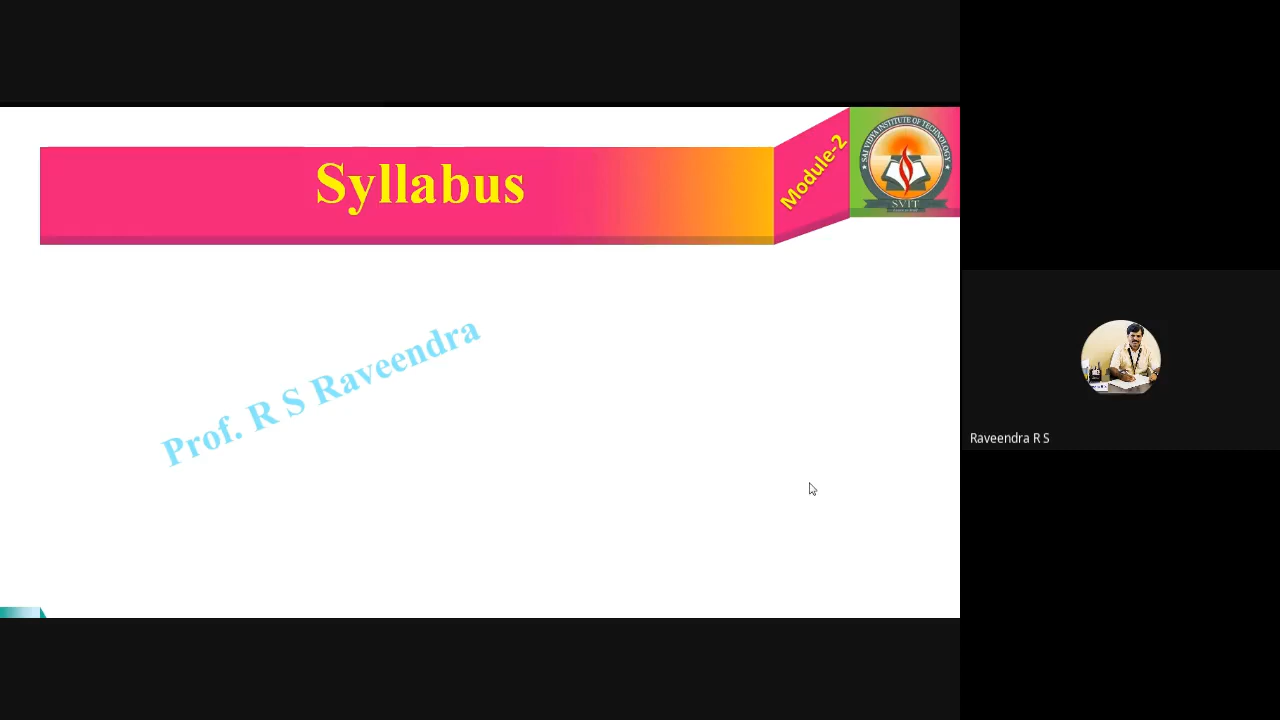 Syllabus
Module-2
SAI VIDYA INSTITUTE OF TECHNOLOGY
SVIT
Prof. R S Raveendra
Raveendra R S